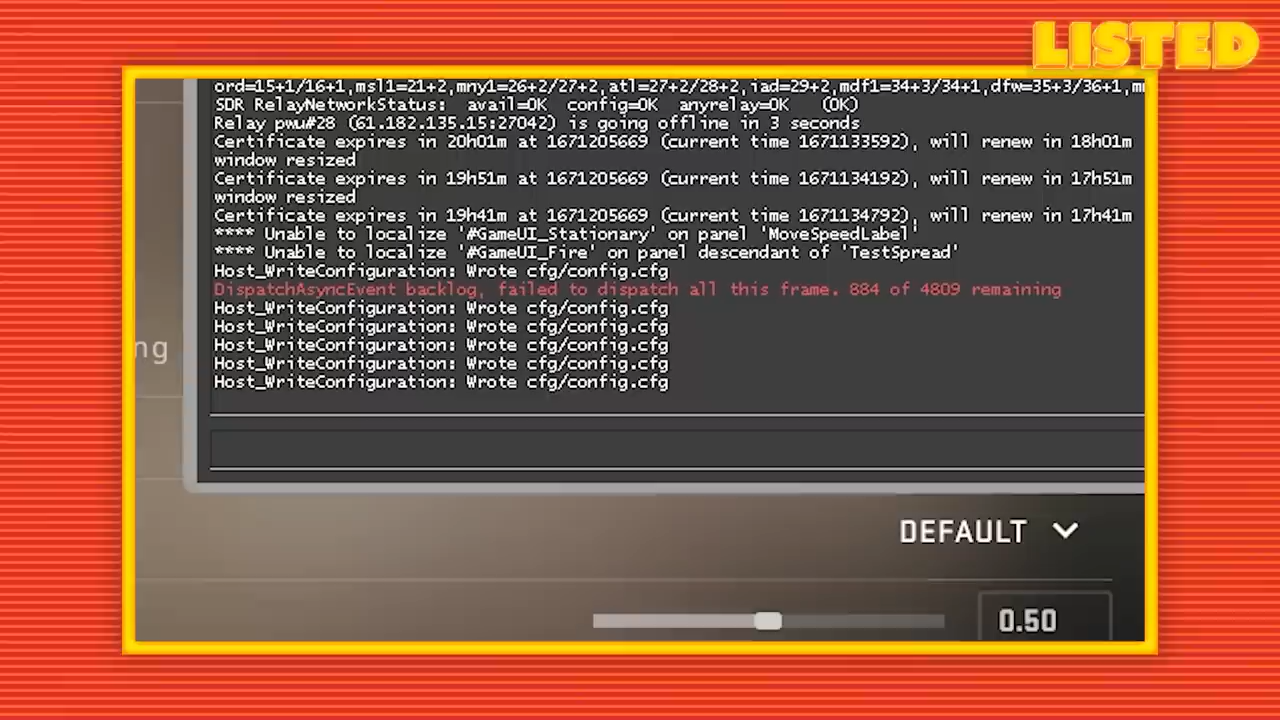 LISTED
ord=15+1/16+1,msl1=21+2,mny1=26+2/27+2,atl=27+2/28+2,iad=29+2,mdf1=34+3/34+1,dfw=35+3/36+1,m
SDR RelayNetworkStatus:  avail=OK  config=OK  anyrelay=OK   (OK)
Relay pwu#28 (61.182.135.15:27042) is going offline in 3 seconds
Certificate expires in 20h01m at 1671205669 (current time 1671133592), will renew in 18h01m
window resized
Certificate expires in 19h51m at 1671205669 (current time 1671134192), will renew in 17h51m
window resized
Certificate expires in 19h41m at 1671205669 (current time 1671134792), will renew in 17h41m
**** Unable to localize '#GameUI_Stationary' on panel 'MoveSpeedLabel'
**** Unable to localize '#GameUI_Fire' on panel descendant of 'TestSpread'
Host_WriteConfiguration: Wrote cfg/config.cfg
DispatchAsyncEvent backlog, failed to dispatch all this frame. 884 of 4809 remaining
Host_WriteConfiguration: Wrote cfg/config.cfg
Host_WriteConfiguration: Wrote cfg/config.cfg
Host_WriteConfiguration: Wrote cfg/config.cfg
Host_WriteConfiguration: Wrote cfg/config.cfg
Host_WriteConfiguration: Wrote cfg/config.cfg
ng
DEFAULT
0.50